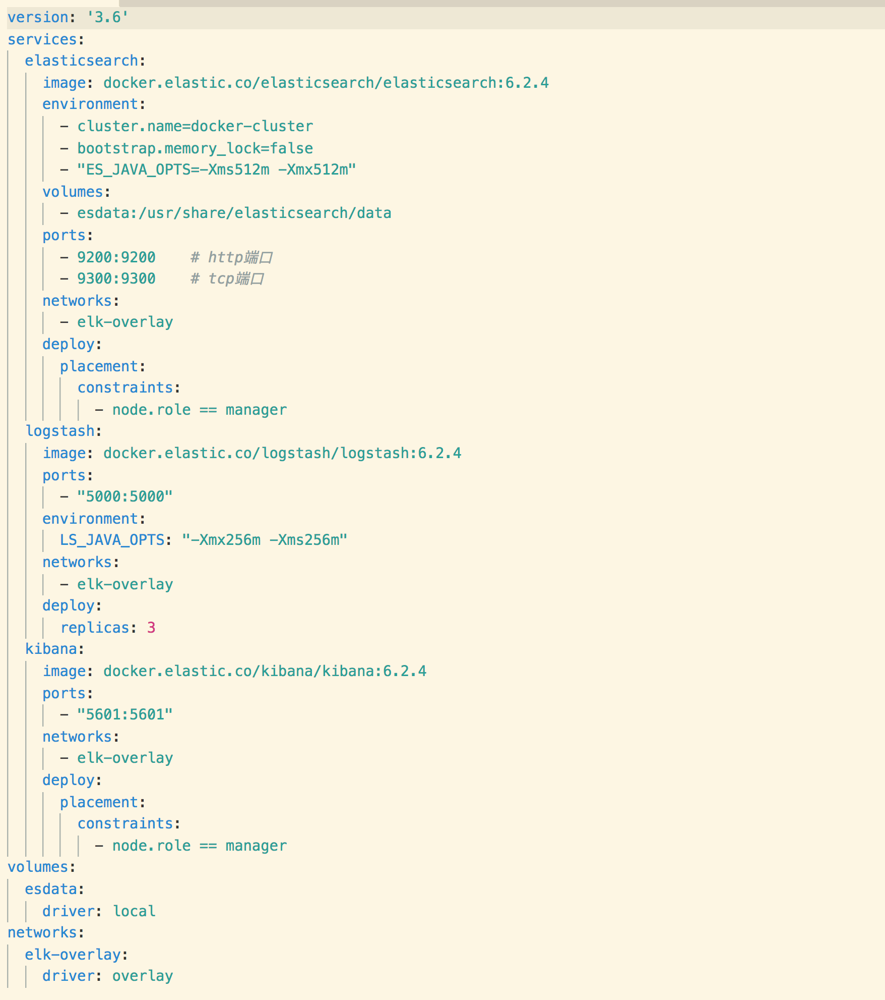 version: '3.6'
services:
  elasticsearch:
    image: docker.elastic.co/elasticsearch/elasticsearch:6.2.4
    environment:
      - cluster.name=docker-cluster
      - bootstrap.memory_lock=false
      - "ES_JAVA_OPTS=-Xms512m -Xmx512m"
    volumes:
      - esdata:/usr/share/elasticsearch/data
    ports:
      - 9200:9200    # http端口
      - 9300:9300    # tcp端口
    networks:
      - elk-overlay
    deploy:
      placement:
        constraints:
          - node.role == manager
  logstash:
    image: docker.elastic.co/logstash/logstash:6.2.4
    ports:
      - "5000:5000"
    environment:
      LS_JAVA_OPTS: "-Xmx256m -Xms256m"
    networks:
      - elk-overlay
    deploy:
      replicas: 3
  kibana:
    image: docker.elastic.co/kibana/kibana:6.2.4
    ports:
      - "5601:5601"
    networks:
      - elk-overlay
    deploy:
      placement:
        constraints:
          - node.role == manager
volumes:
  esdata:
    driver: local
networks:
  elk-overlay:
    driver: overlay